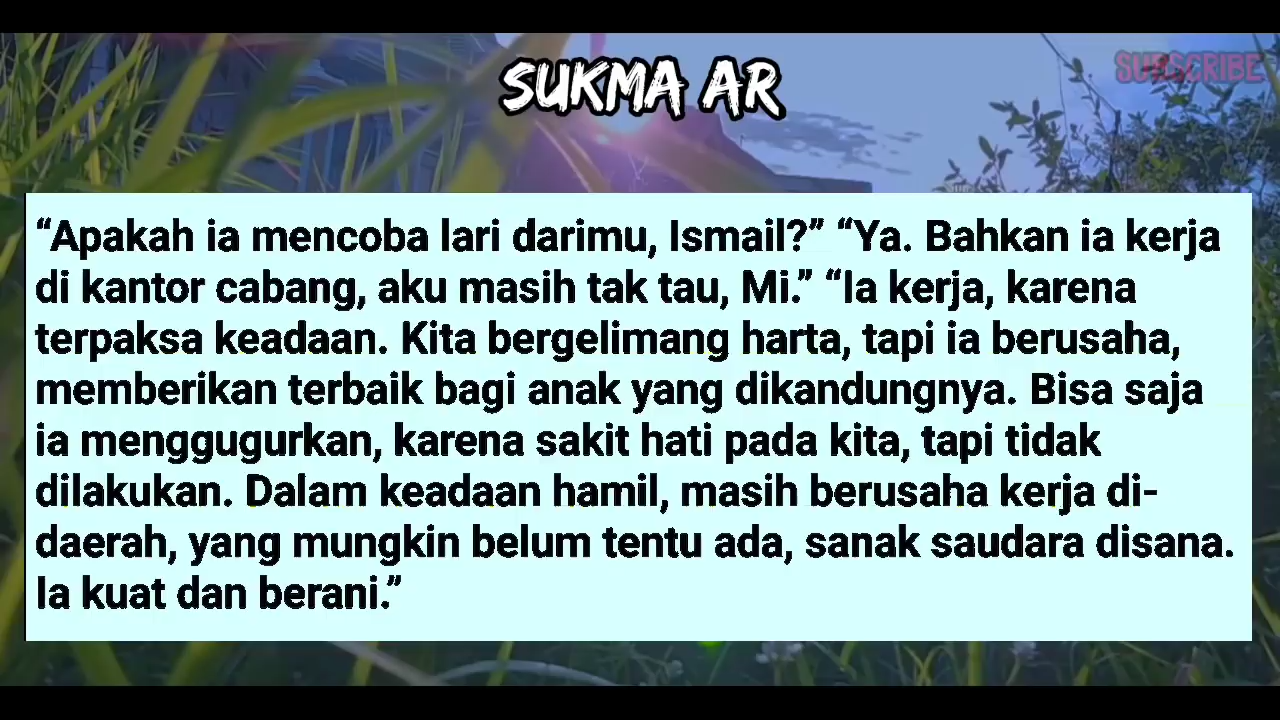 SUKMA AR
SUBSCRIBE
“Apakah ia mencoba lari darimu, Ismail?” “Ya. Bahkan ia kerja
di kantor cabang, aku masih tak tau, Mi.” “Ia kerja, karena
terpaksa keadaan. Kita bergelimang harta, tapi ia berusaha,
memberikan terbaik bagi anak yang dikandungnya. Bisa saja
ia menggugurkan, karena sakit hati pada kita, tapi tidak
dilakukan. Dalam keadaan hamil, masih berusaha kerja di-
daerah, yang mungkin belum tentu ada, sanak saudara disana.
Ia kuat dan berani.”